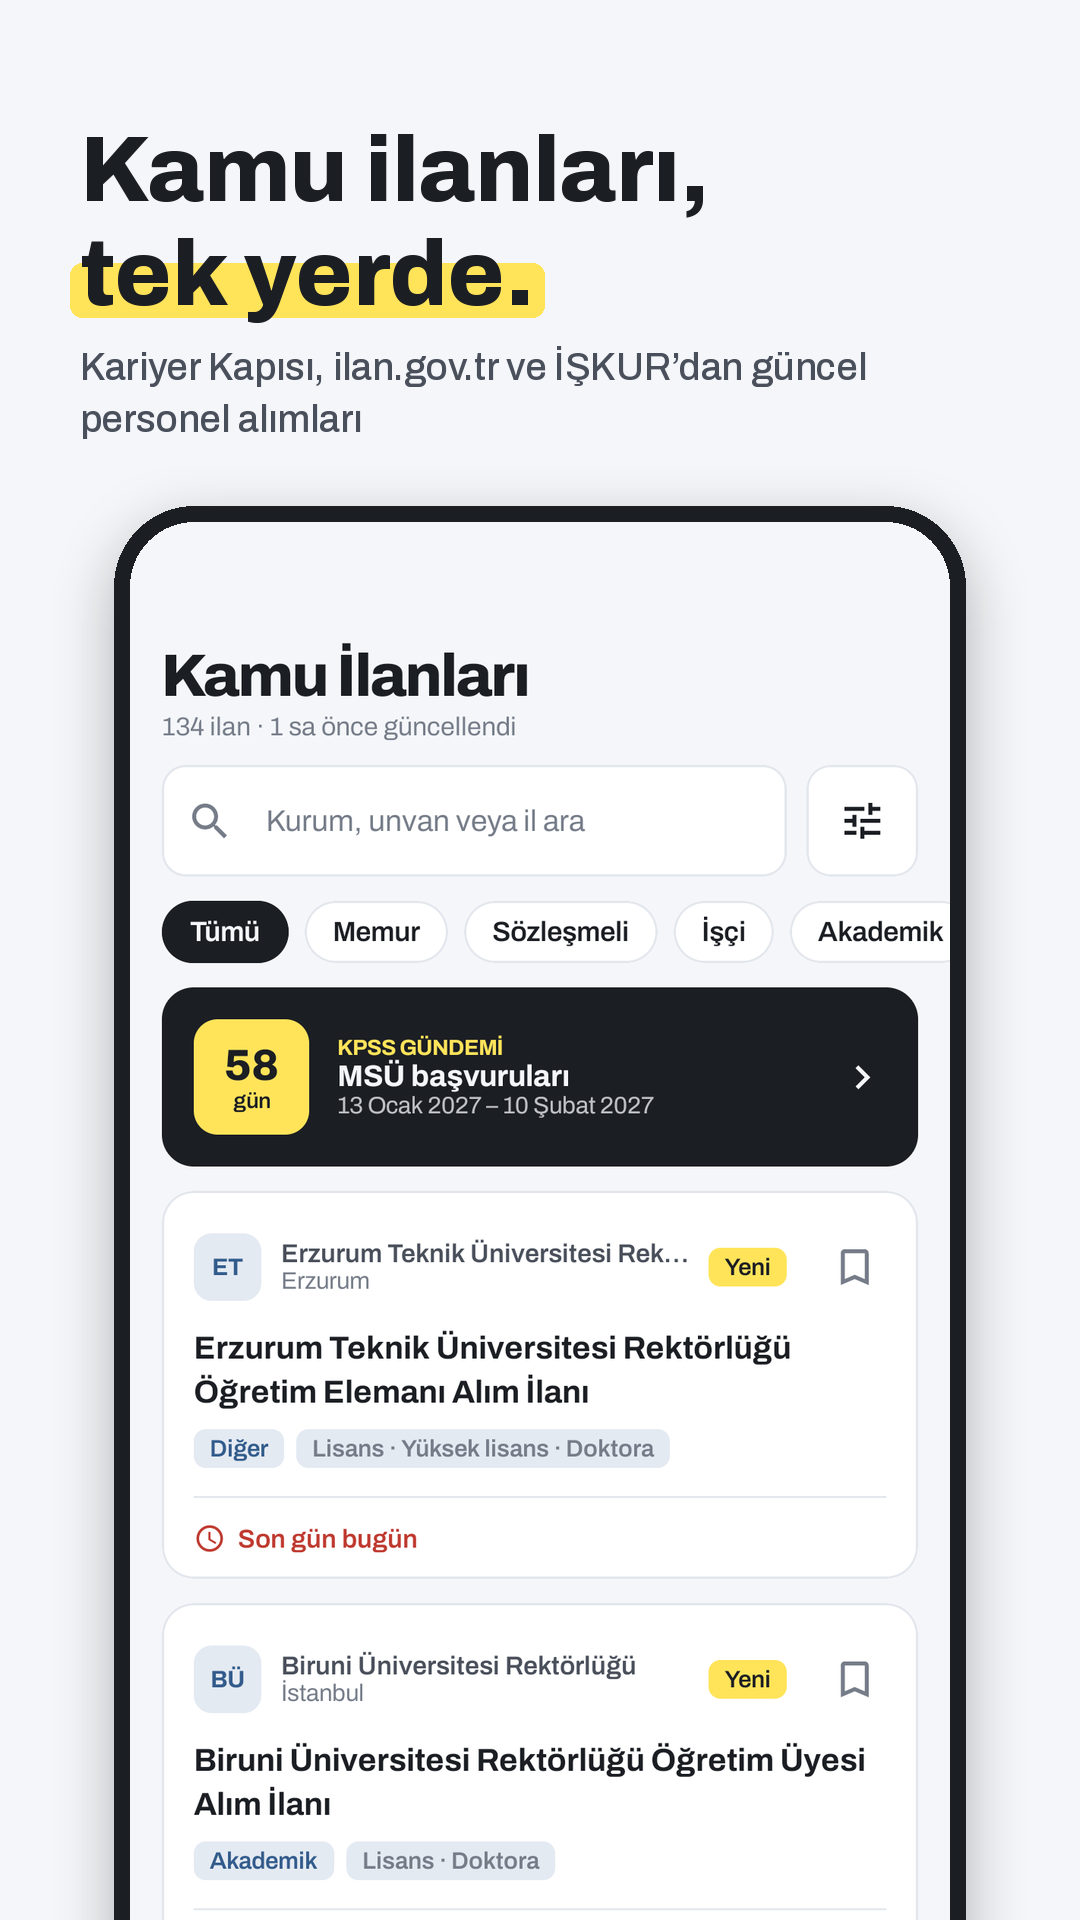 Kamu ilanları,
tek yerde.
Kariyer Kapısı, ilan.gov.tr ve İŞKUR’dan güncel
personel alımları
Kamu İlanları
134 ilan · 1 sa önce güncellendi
Kurum, unvan veya il ara
Tümü Memur Sözleşmeli İşçi Akademik
58
gün
KPSS GÜNDEMİ
MSÜ başvuruları
13 Ocak 2027 – 10 Şubat 2027
ET
Erzurum Teknik Üniversitesi Rek...
Erzurum
Yeni
Erzurum Teknik Üniversitesi Rektörlüğü
Öğretim Elemanı Alım İlanı
Diğer Lisans · Yüksek lisans · Doktora
Son gün bugün
BÜ
Biruni Üniversitesi Rektörlüğü
İstanbul
Yeni
Biruni Üniversitesi Rektörlüğü Öğretim Üyesi
Alım İlanı
Akademik Lisans · Doktora